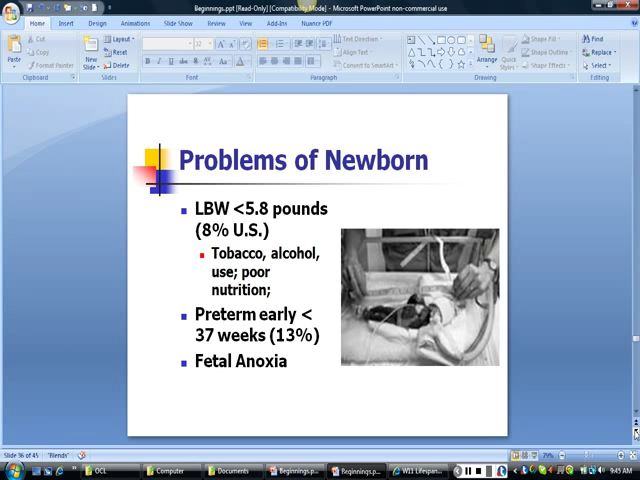 Beginnings.ppt [Read-Only] [Compatibility Mode] - Microsoft PowerPoint non-commercial use
Home Insert Design Animations Slide Show Review View Add-Ins Nuance PDF
Cut Copy Format Painter Paste Clipboard
New Slide Layout Reset Delete Slides
32 Font
Text Direction Align Text Convert to SmartArt Paragraph
Arrange Quick Styles Shape Fill Shape Outline Shape Effects Drawing
Find Replace Select Editing
Problems of Newborn
LBW <5.8 pounds
(8% U.S.)
Tobacco, alcohol,
use; poor
nutrition;
Preterm early <
37 weeks (13%)
Fetal Anoxia
Slide 36 of 45 "Blends" 79%
OCL Computer Documents Beginnings.p... Beginnings.p... W11 Lifespan... 9:45 AM